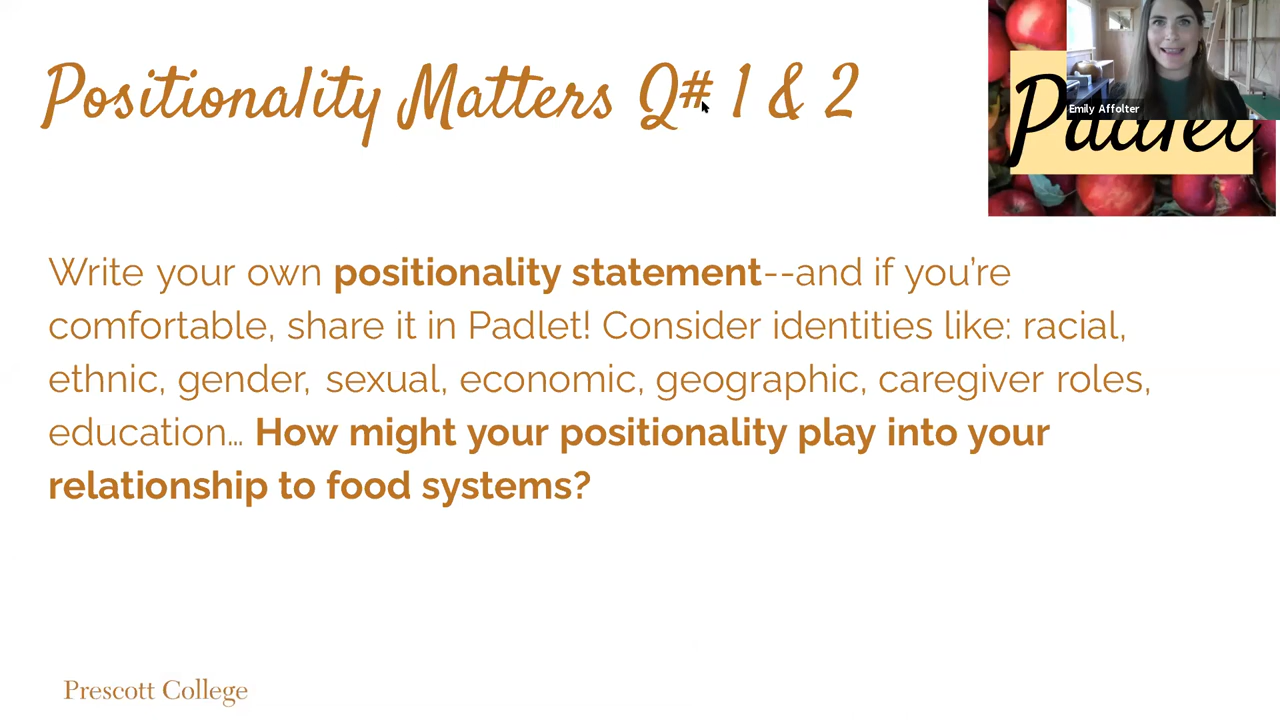 Positionality Matters Q# 1 & 2
Emily Affolter
Padlet
Write your own positionality statement--and if you're
comfortable, share it in Padlet! Consider identities like: racial,
ethnic, gender, sexual, economic, geographic, caregiver roles,
education… How might your positionality play into your
relationship to food systems?
Prescott College